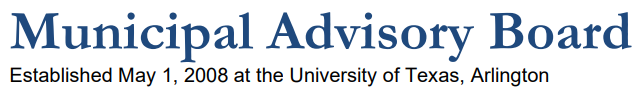 Municipal Advisory Board
Established May 1, 2008 at the University of Texas, Arlington